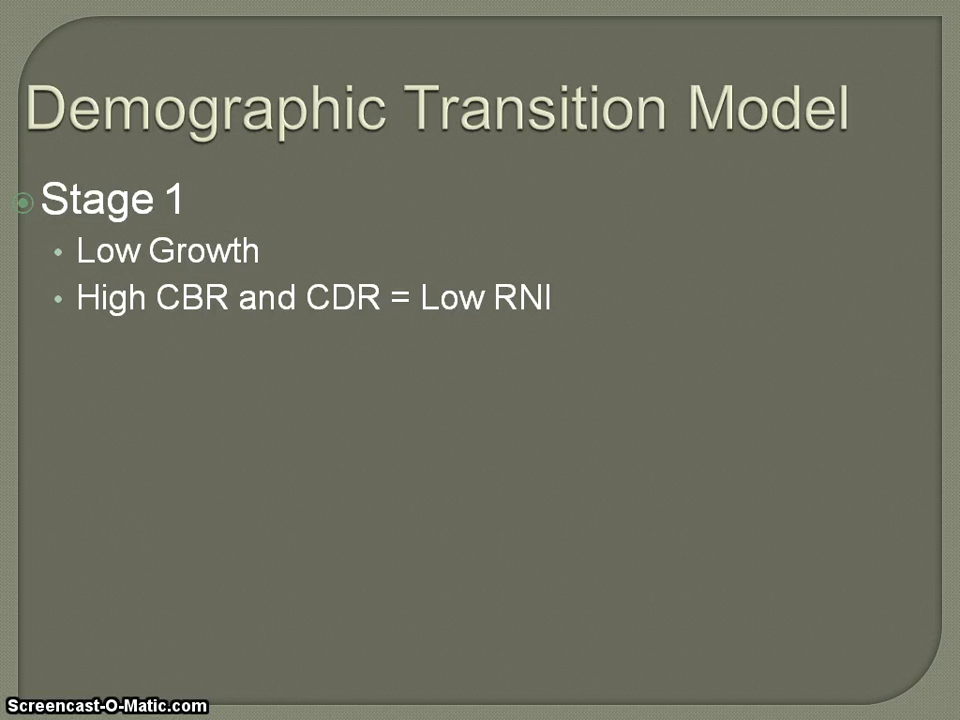 Demographic Transition Model
Stage 1
Low Growth
High CBR and CDR = Low RNI
Screencast-O-Matic.com